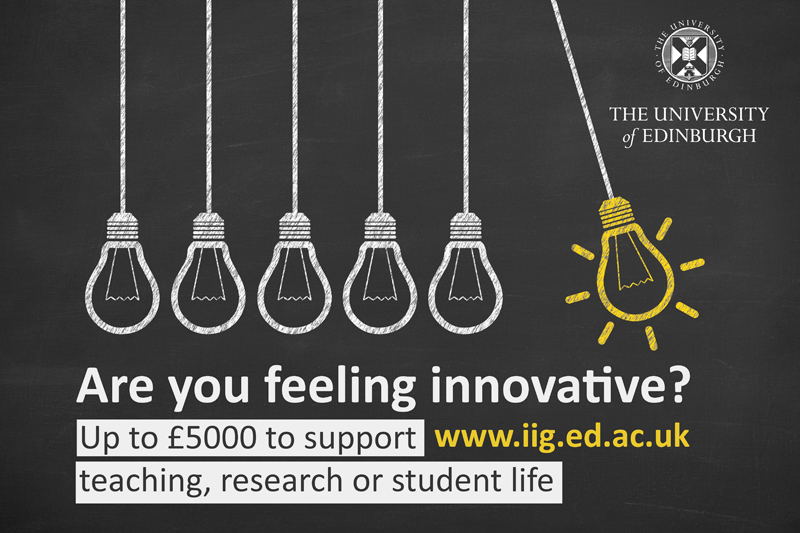 THE UNIVERSITY OF EDINBURGH
THE UNIVERSITY
of EDINBURGH
Are you feeling innovative?
Up to £5000 to support www.iig.ed.ac.uk
teaching, research or student life